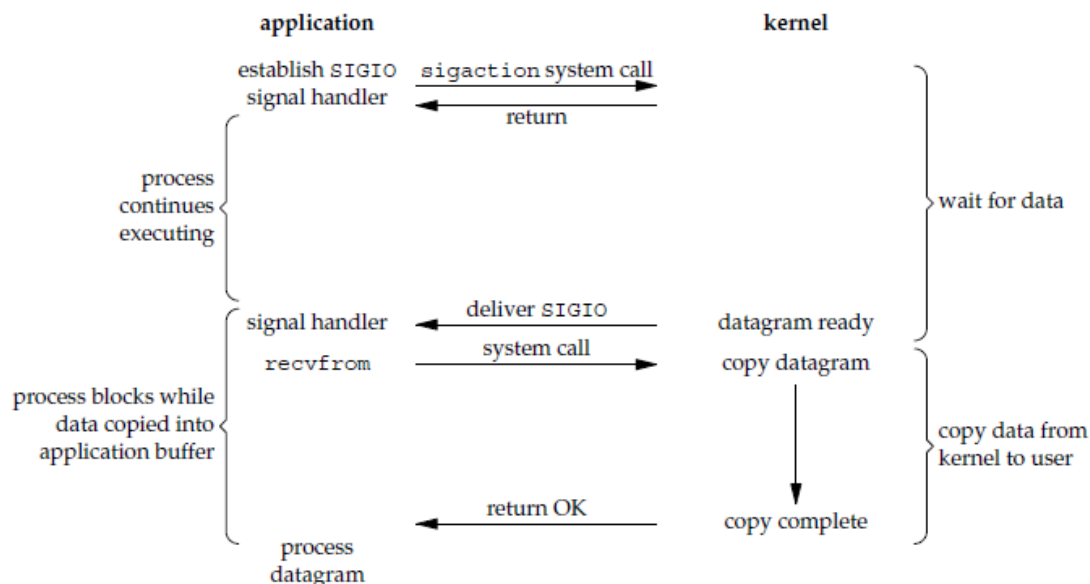 application
kernel
establish SIGIO
signal handler
sigaction system call
return
process
continues
executing
wait for data
signal handler
deliver SIGIO
datagram ready
recvfrom
system call
copy datagram
process blocks while
data copied into
application buffer
copy data from
kernel to user
return OK
copy complete
process
datagram